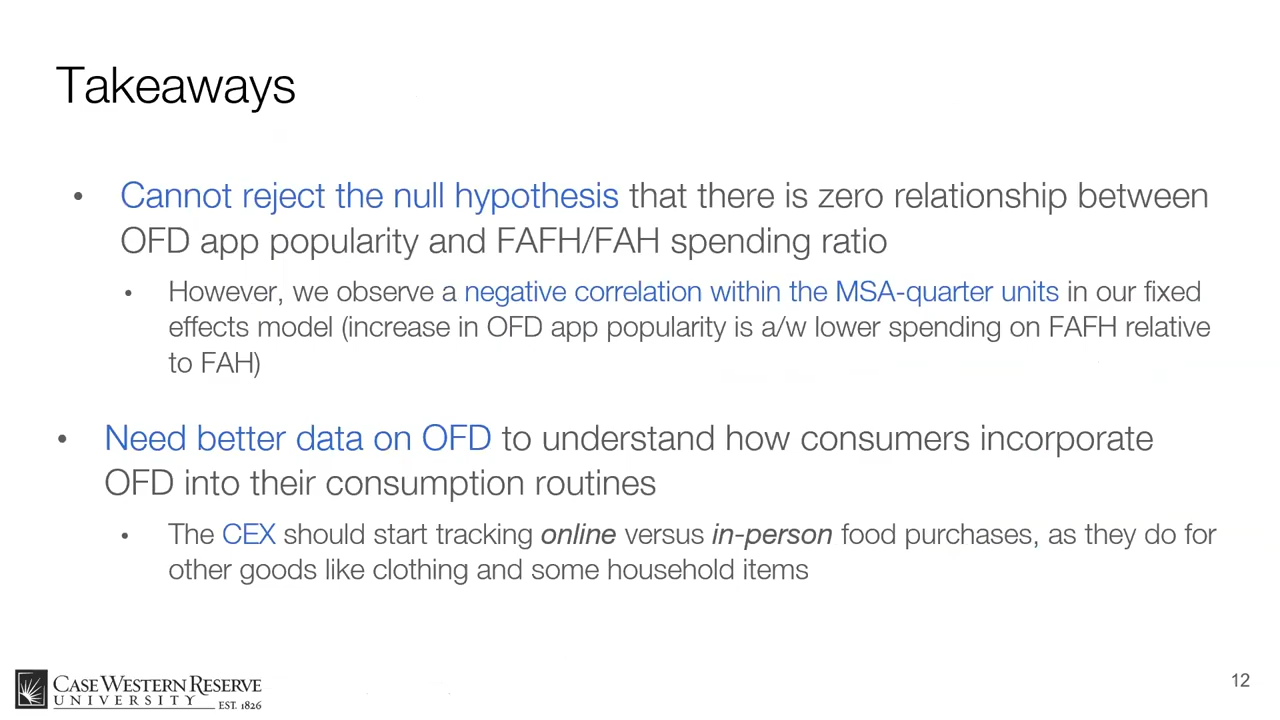 Takeaways
• Cannot reject the null hypothesis that there is zero relationship between
OFD app popularity and FAFH/FAH spending ratio
• However, we observe a negative correlation within the MSA-quarter units in our fixed
effects model (increase in OFD app popularity is a/w lower spending on FAFH relative
to FAH)
• Need better data on OFD to understand how consumers incorporate
OFD into their consumption routines
• The CEX should start tracking online versus in-person food purchases, as they do for
other goods like clothing and some household items
CASE WESTERN RESERVE
UNIVERSITY
EST. 1826
12